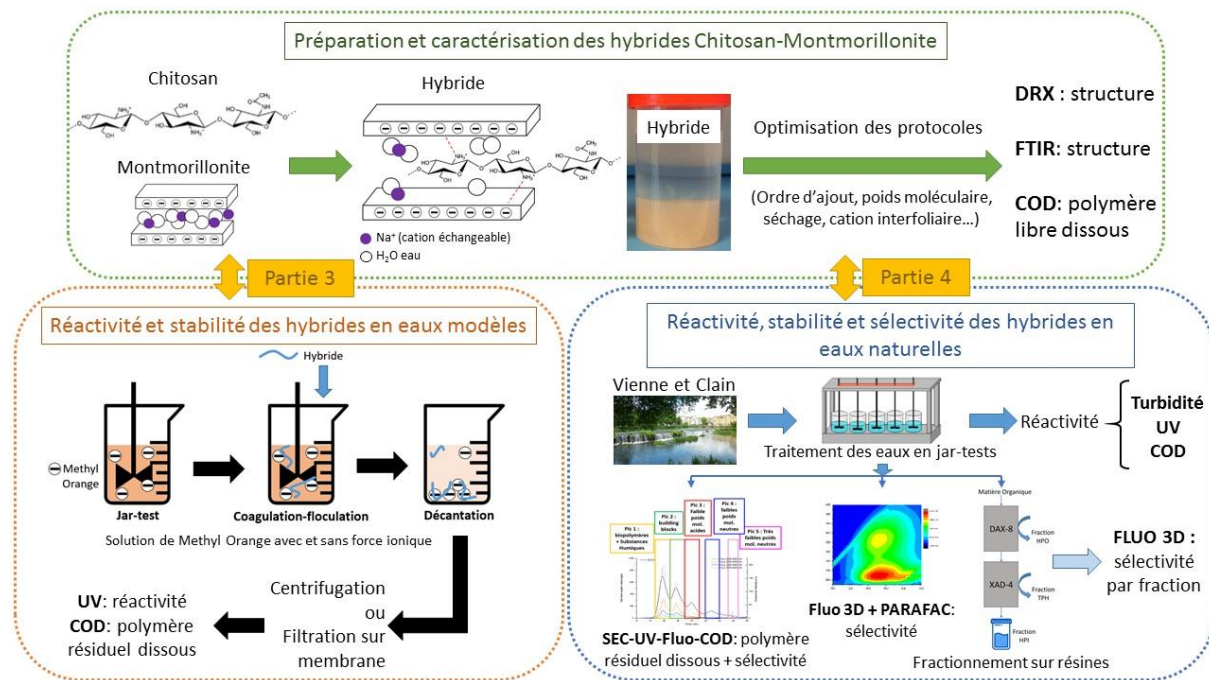 Préparation et caractérisation des hybrides Chitosan-Montmorillonite
Chitosan
Montmorillonite
Hybride
Na⁺ (cation échangeable)
H₂O eau
Hybride
Optimisation des protocoles
(Ordre d'ajout, poids moléculaire,
séchage, cation interfoliaire...)
DRX : structure
FTIR: structure
COD: polymère
libre dissous
Partie 3
Partie 4
Réactivité et stabilité des hybrides en eaux modèles
Hybride
Methyl
Orange
Jar-test
Coagulation-floculation
Décantation
Solution de Methyl Orange avec et sans force ionique
Centrifugation
ou
Filtration sur
membrane
UV: réactivité
COD: polymère
résiduel dissous
Réactivité, stabilité et sélectivité des hybrides en
eaux naturelles
Vienne et Clain
Traitement des eaux en jar-tests
Réactivité
Turbidité
UV
COD
Pic 1 :
biopolymères
+ Substances
Humiques
Pic 2 :
building
blocks
Pic 3 :
Faible
poids
mol.
acides
Pic 4 :
faibles
poids
mol.
neutres
Pic 5 : Très
faibles poids
mol. neutres
SEC-UV-Fluo-COD: polymère
résiduel dissous + sélectivité
Fluo 3D + PARAFAC:
sélectivité
Matière Organique
DAX-8
Fraction
HPO
XAD-4
Fraction
TPH
Fraction
HPI
Fractionnement sur résines
FLUO 3D :
sélectivité
par fraction